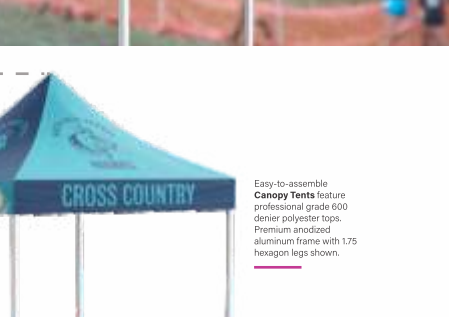 CROSS COUNTRY
Easy-to-assemble
Canopy Tents feature
professional grade 600
denier polyester tops.
Premium anodized
aluminum frame with 1.75
hexagon legs shown.